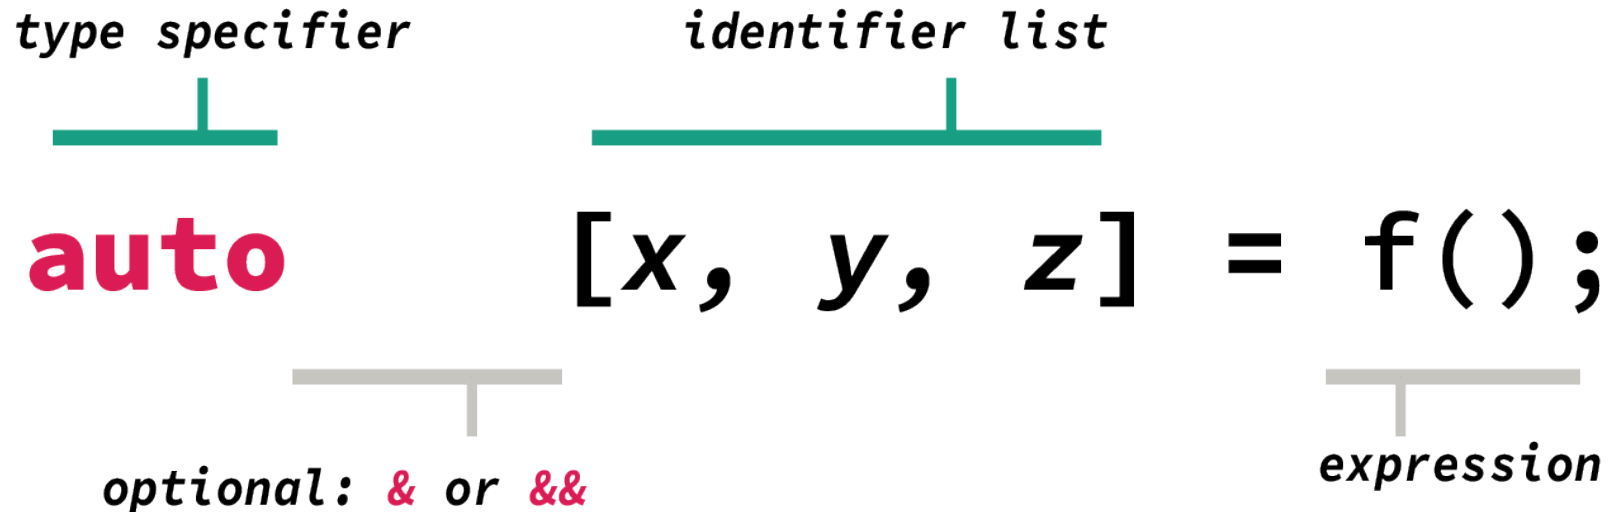 type specifier identifier list
auto [x, y, z] = f();
optional: & or && expression